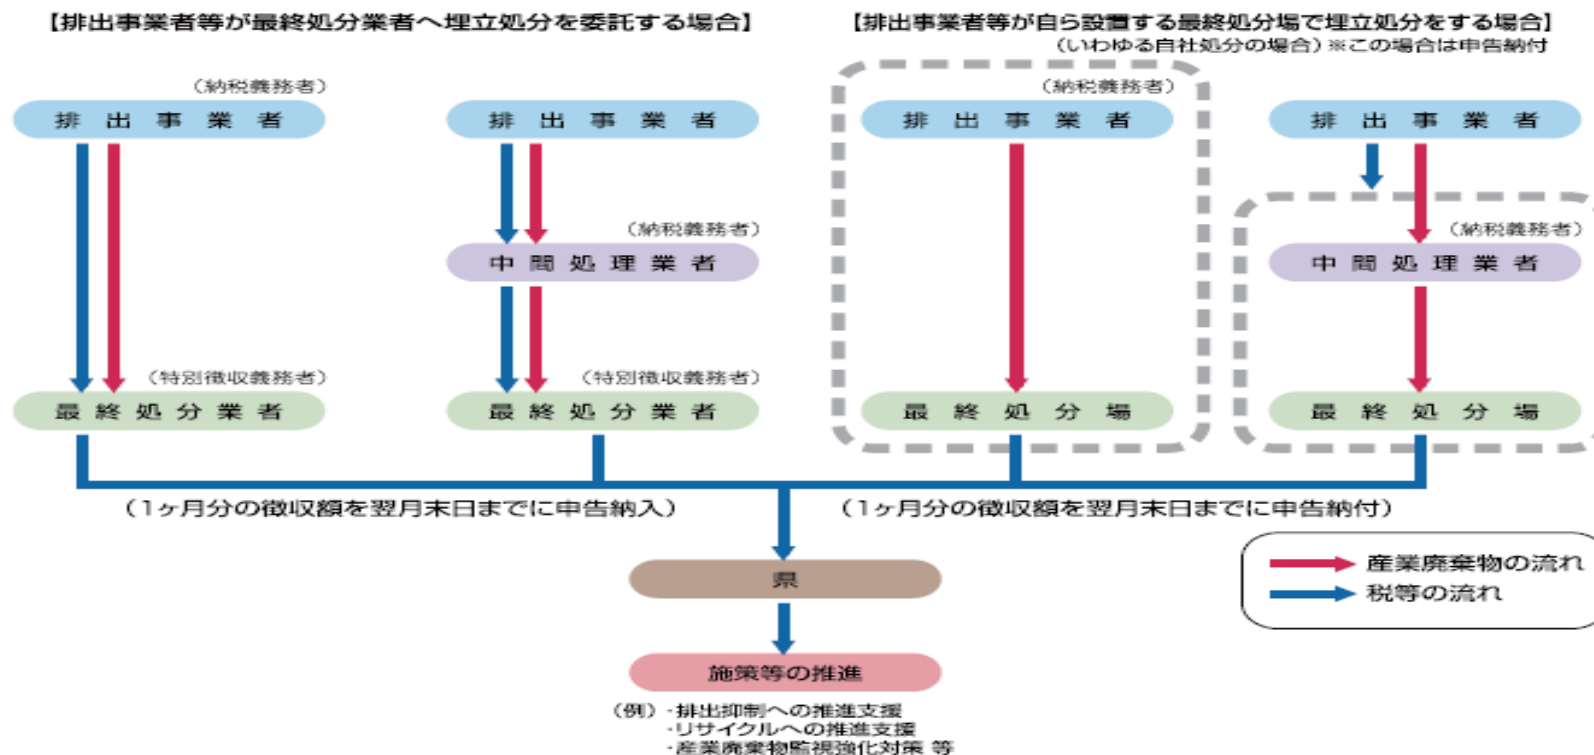 【排出事業者等が最終処分業者へ埋立処分を委託する場合】
（納税義務者）
排出事業者
排出事業者
（納税義務者）
中間処理業者
（特別徴収義務者）
最終処分業者
（特別徴収義務者）
最終処分業者
（1ヶ月分の徴収額を翌月末日までに申告納入）
【排出事業者等が自ら設置する最終処分場で埋立処分をする場合】
（いわゆる自社処分の場合）※この場合は申告納付
（納税義務者）
排出事業者
排出事業者
（納税義務者）
中間処理業者
最終処分場
最終処分場
（1ヶ月分の徴収額を翌月末日までに申告納付）
産業廃棄物の流れ
税等の流れ
県
施策等の推進
（例）・排出抑制への推進支援
・リサイクルへの推進支援
・産業廃棄物監視強化対策 等